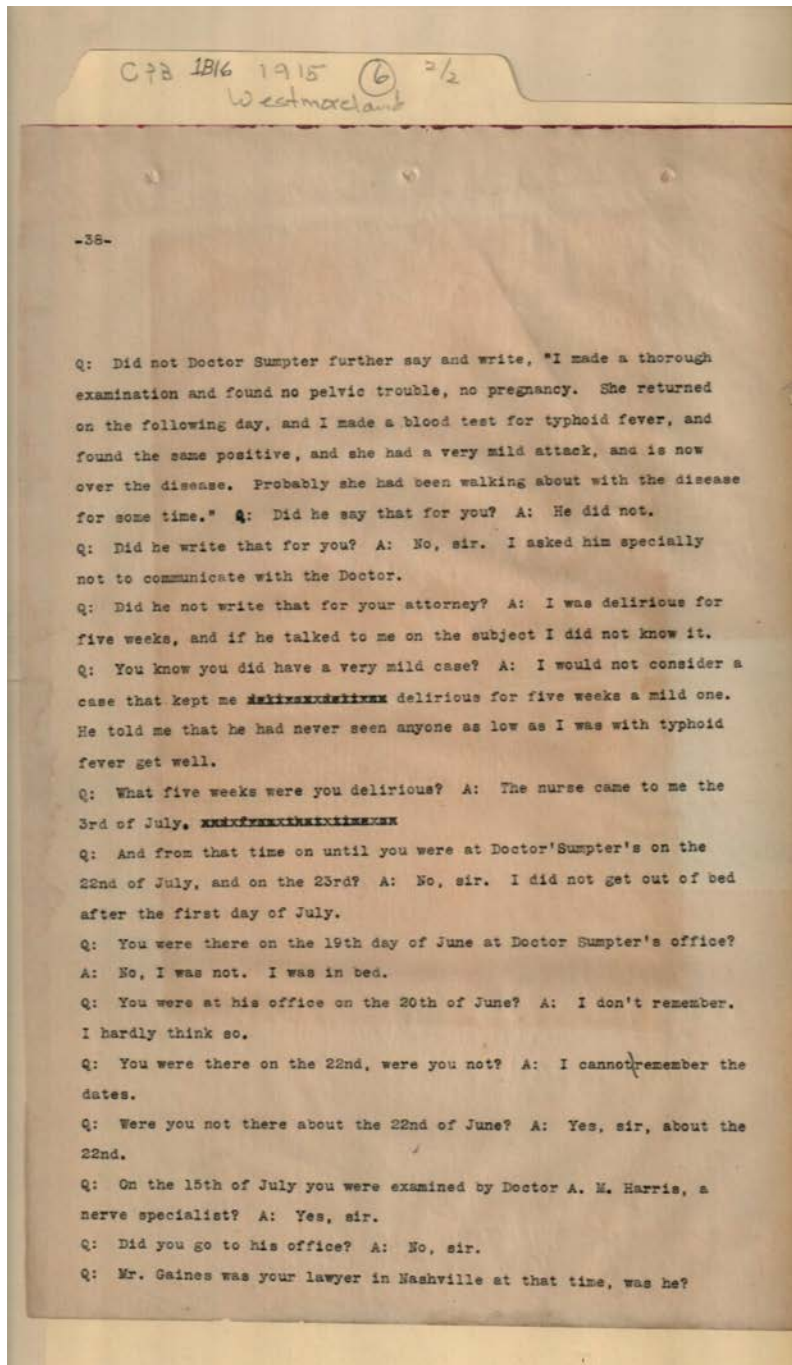 C&B 1B16 1915 6 2/2
Westmoreland
-38-
Q: Did not Doctor Sumpter further say and write, "I made a thorough
examination and found no pelvic trouble, no pregnancy. She returned
on the following day, and I made a blood test for typhoid fever, and
found the same positive, and she had a very mild attack, and is now
over the disease. Probably she had been walking about with the disease
for some time." Q: Did he say that for you? A: He did not.
Q: Did he write that for you? A: No, sir. I asked him specially
not to communicate with the Doctor.
Q: Did he not write that for your attorney? A: I was delirious for
five weeks, and if he talked to me on the subject I did not know it.
Q: You know you did have a very mild case? A: I would not consider a
case that kept me delirious for five weeks a mild one.
He told me that he had never seen anyone as low as I was with typhoid
fever get well.
Q: What five weeks were you delirious? A: The nurse came to me the
3rd of July.
Q: And from that time on until you were at Doctor'Sumpter's on the
22nd of July, and on the 23rd? A: No, sir. I did not get out of bed
after the first day of July.
Q: You were there on the 19th day of June at Doctor Sumpter's office?
A: No, I was not. I was in bed.
Q: You were at his office on the 20th of June? A: I don't remember.
I hardly think so.
Q: You were there on the 22nd, were you not? A: I cannot remember the
dates.
Q: Were you not there about the 22nd of June? A: Yes, sir, about the
22nd.
Q: On the 15th of July you were examined by Doctor A. M. Harris, a
nerve specialist? A: Yes, sir.
Q: Did you go to his office? A: No, sir.
Q: Mr. Gaines was your lawyer in Nashville at that time, was he?